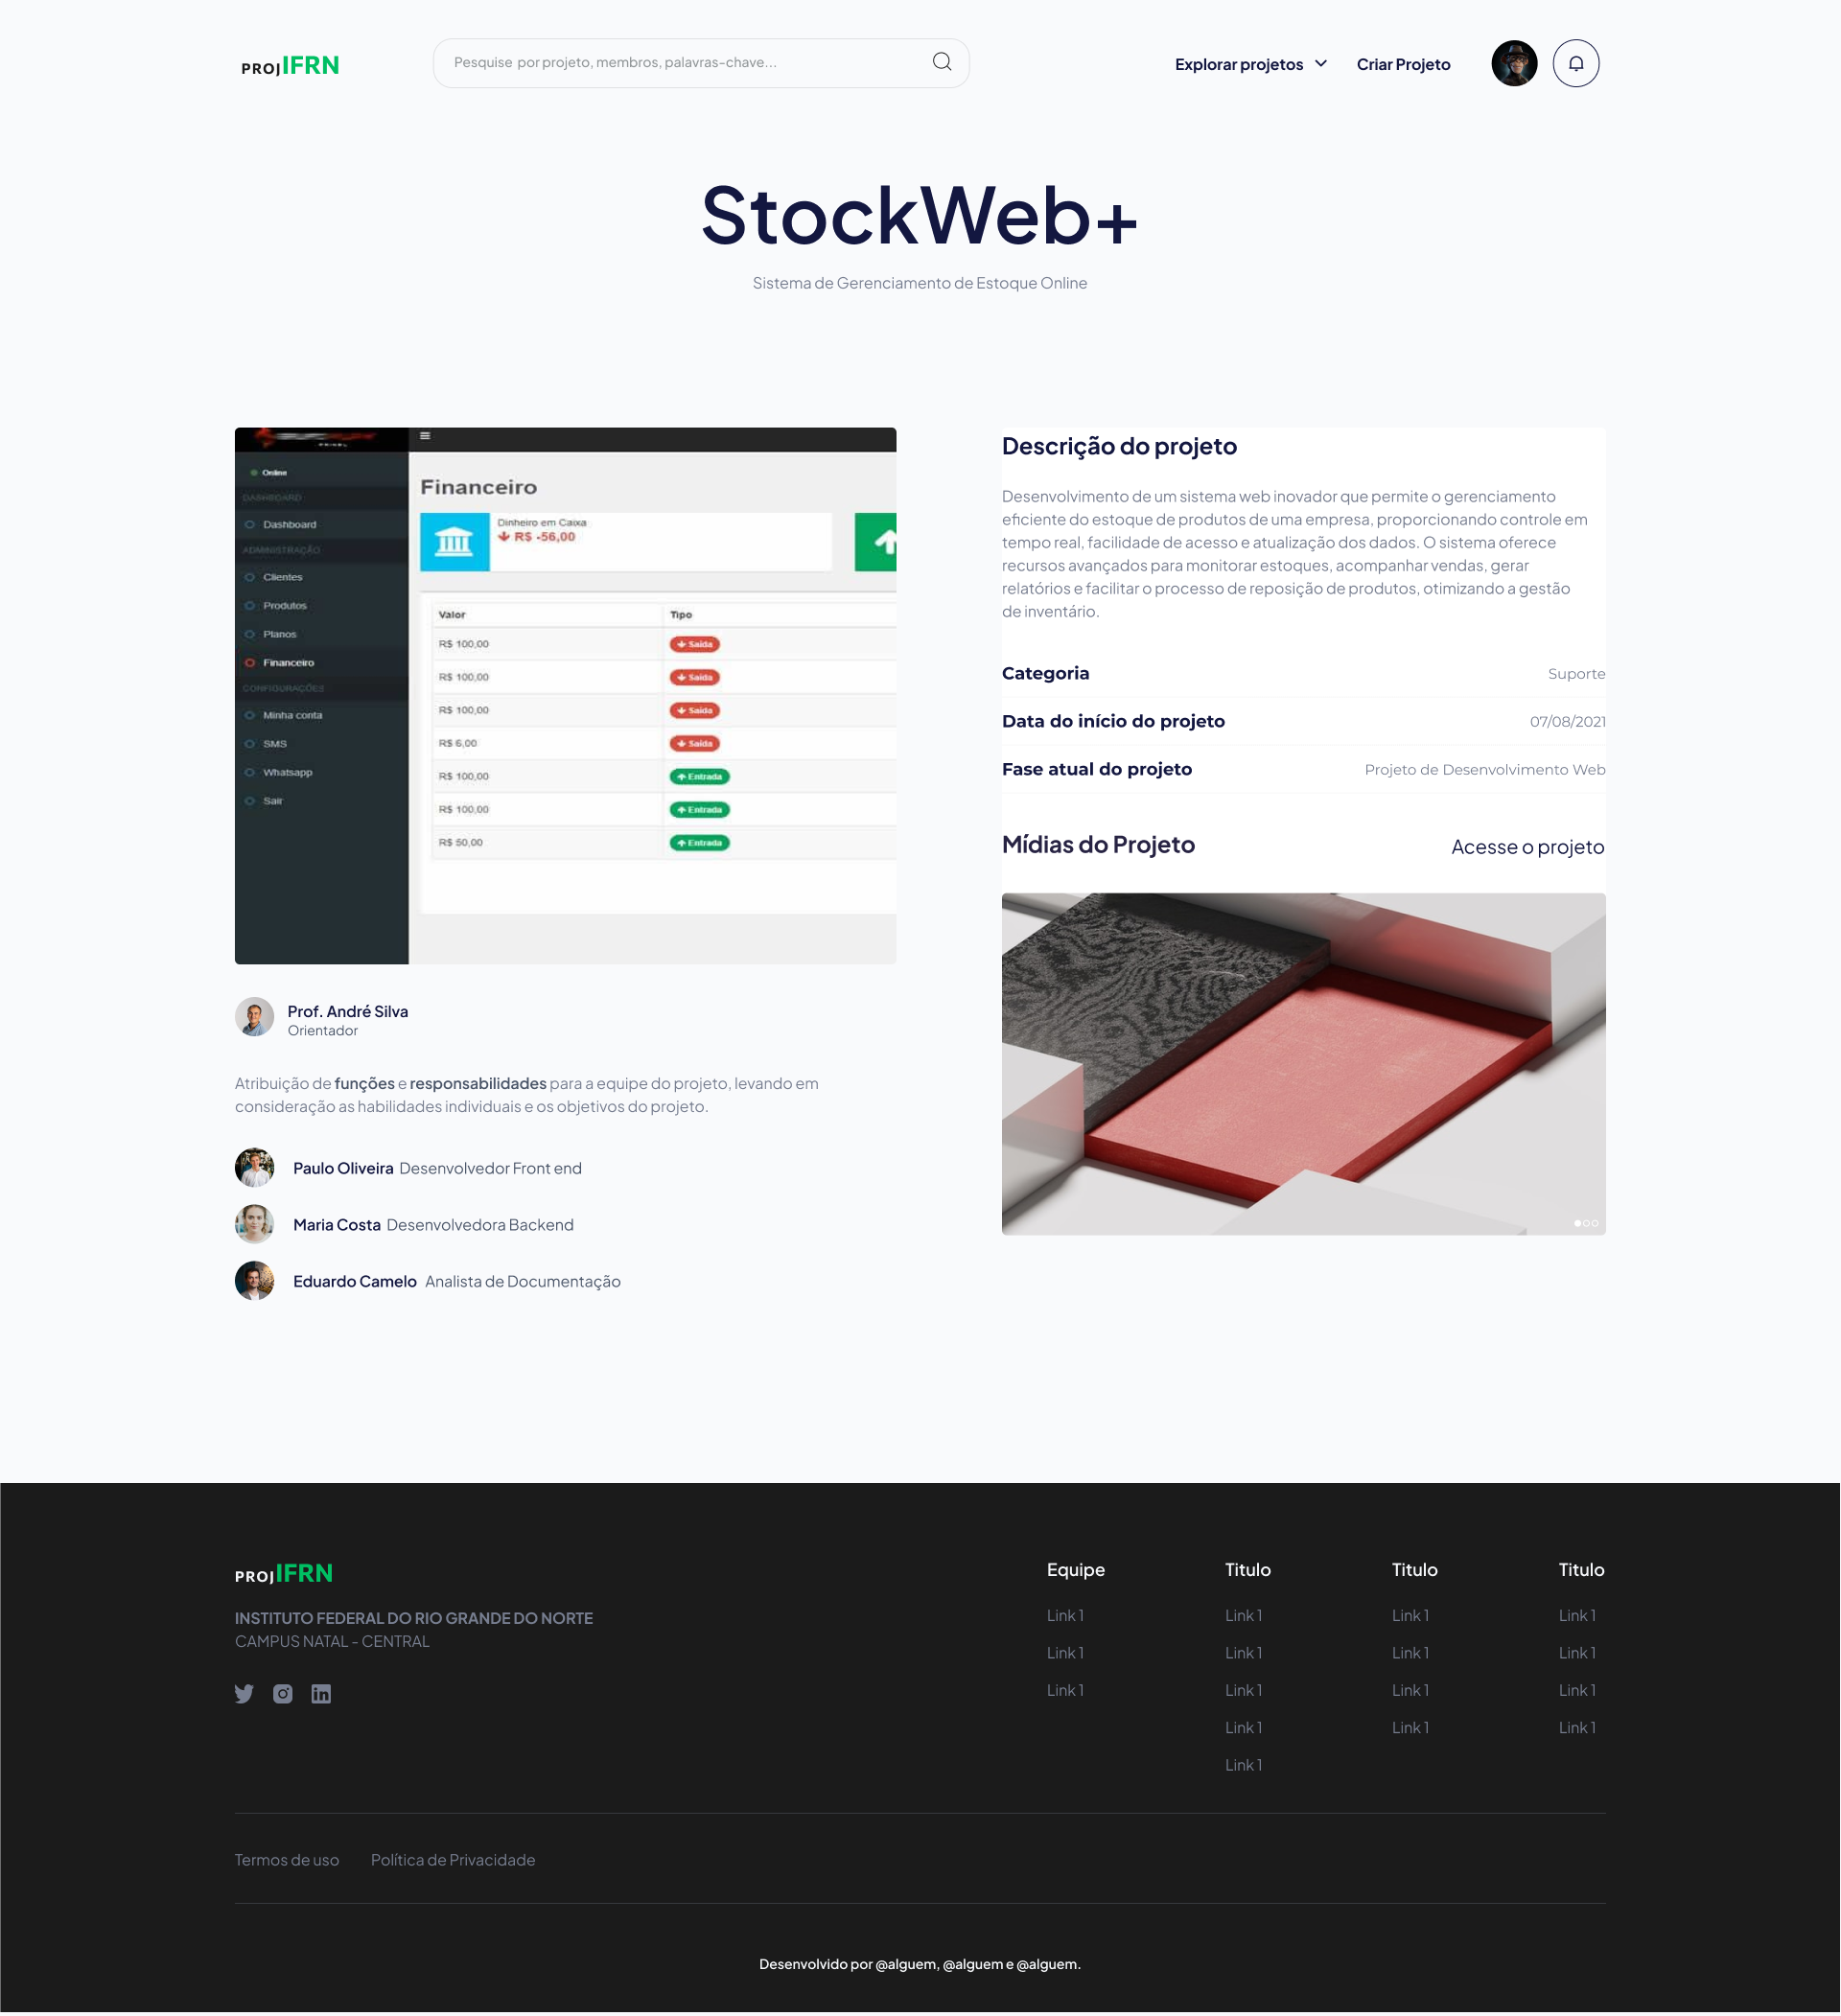 PROJIFRN
Pesquise por projeto, membros, palavras-chave...
Explorar projetos
Criar Projeto
StockWeb+
Sistema de Gerenciamento de Estoque Online
Online
DASHBOARD
Dashboard
ADMINISTRAÇÃO
Clientes
Produtos
Planos
Financeiro
CONFIGURAÇÕES
Minha conta
SMS
Whatsapp
Sair
Financeiro
Dinheiro em Caixa
R$ -56,00
Valor Tipo
R$ 100,00 Saída
R$ 100,00 Saída
R$ 100,00 Saída
R$ 6,00 Saída
R$ 100,00 Entrada
R$ 100,00 Entrada
R$ 50,00 Entrada
Prof. André Silva
Orientador
Atribuição de funções e responsabilidades para a equipe do projeto, levando em
consideração as habilidades individuais e os objetivos do projeto.
Paulo Oliveira Desenvolvedor Front end
Maria Costa Desenvolvedora Backend
Eduardo Camelo Analista de Documentação
Descrição do projeto
Desenvolvimento de um sistema web inovador que permite o gerenciamento
eficiente do estoque de produtos de uma empresa, proporcionando controle em
tempo real, facilidade de acesso e atualização dos dados. O sistema oferece
recursos avançados para monitorar estoques, acompanhar vendas, gerar
relatórios e facilitar o processo de reposição de produtos, otimizando a gestão
de inventário.
Categoria Suporte
Data do início do projeto 07/08/2021
Fase atual do projeto Projeto de Desenvolvimento Web
Mídias do Projeto Acesse o projeto
PROJIFRN
INSTITUTO FEDERAL DO RIO GRANDE DO NORTE
CAMPUS NATAL - CENTRAL
Equipe
Link 1
Link 1
Link 1
Titulo
Link 1
Link 1
Link 1
Link 1
Link 1
Titulo
Link 1
Link 1
Link 1
Link 1
Titulo
Link 1
Link 1
Link 1
Link 1
Termos de uso Política de Privacidade
Desenvolvido por @alguem, @alguem e @alguem.